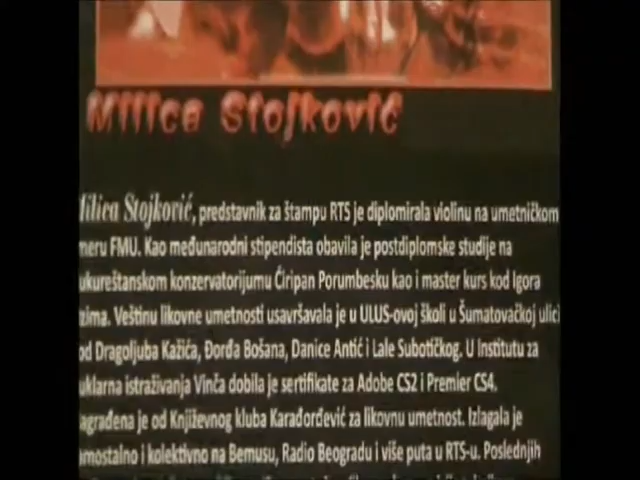 Milica Stojković
Milica Stojković, predstavnik za štampu RTS je diplomirala violinu na umetničkom
meru FMU. Kao međunarodni stipendista obavila je postdiplomske studije na
ukureštanskom konzervatorijumu Ćiripan Porumbesku kao i master kurs kod Igora
zima. Veštinu likovne umetnosti usavršavala je u ULUS-ovoj školi u Šumatovačkoj ulici
od Dragoljuba Kažića, Đorđa Bošana, Danice Antić i Lale Subotičkog. U Institutu za
uklarna istraživanja Vinča dobila je sertifikate za Adobe CS2 i Premier CS4.
agrađena je od Književnog kluba Karađorđević za likovnu umetnost. Izlagala je
amostalno i kolektivno na Bemusu, Radio Beogradu i više puta u RTS-u. Poslednjih